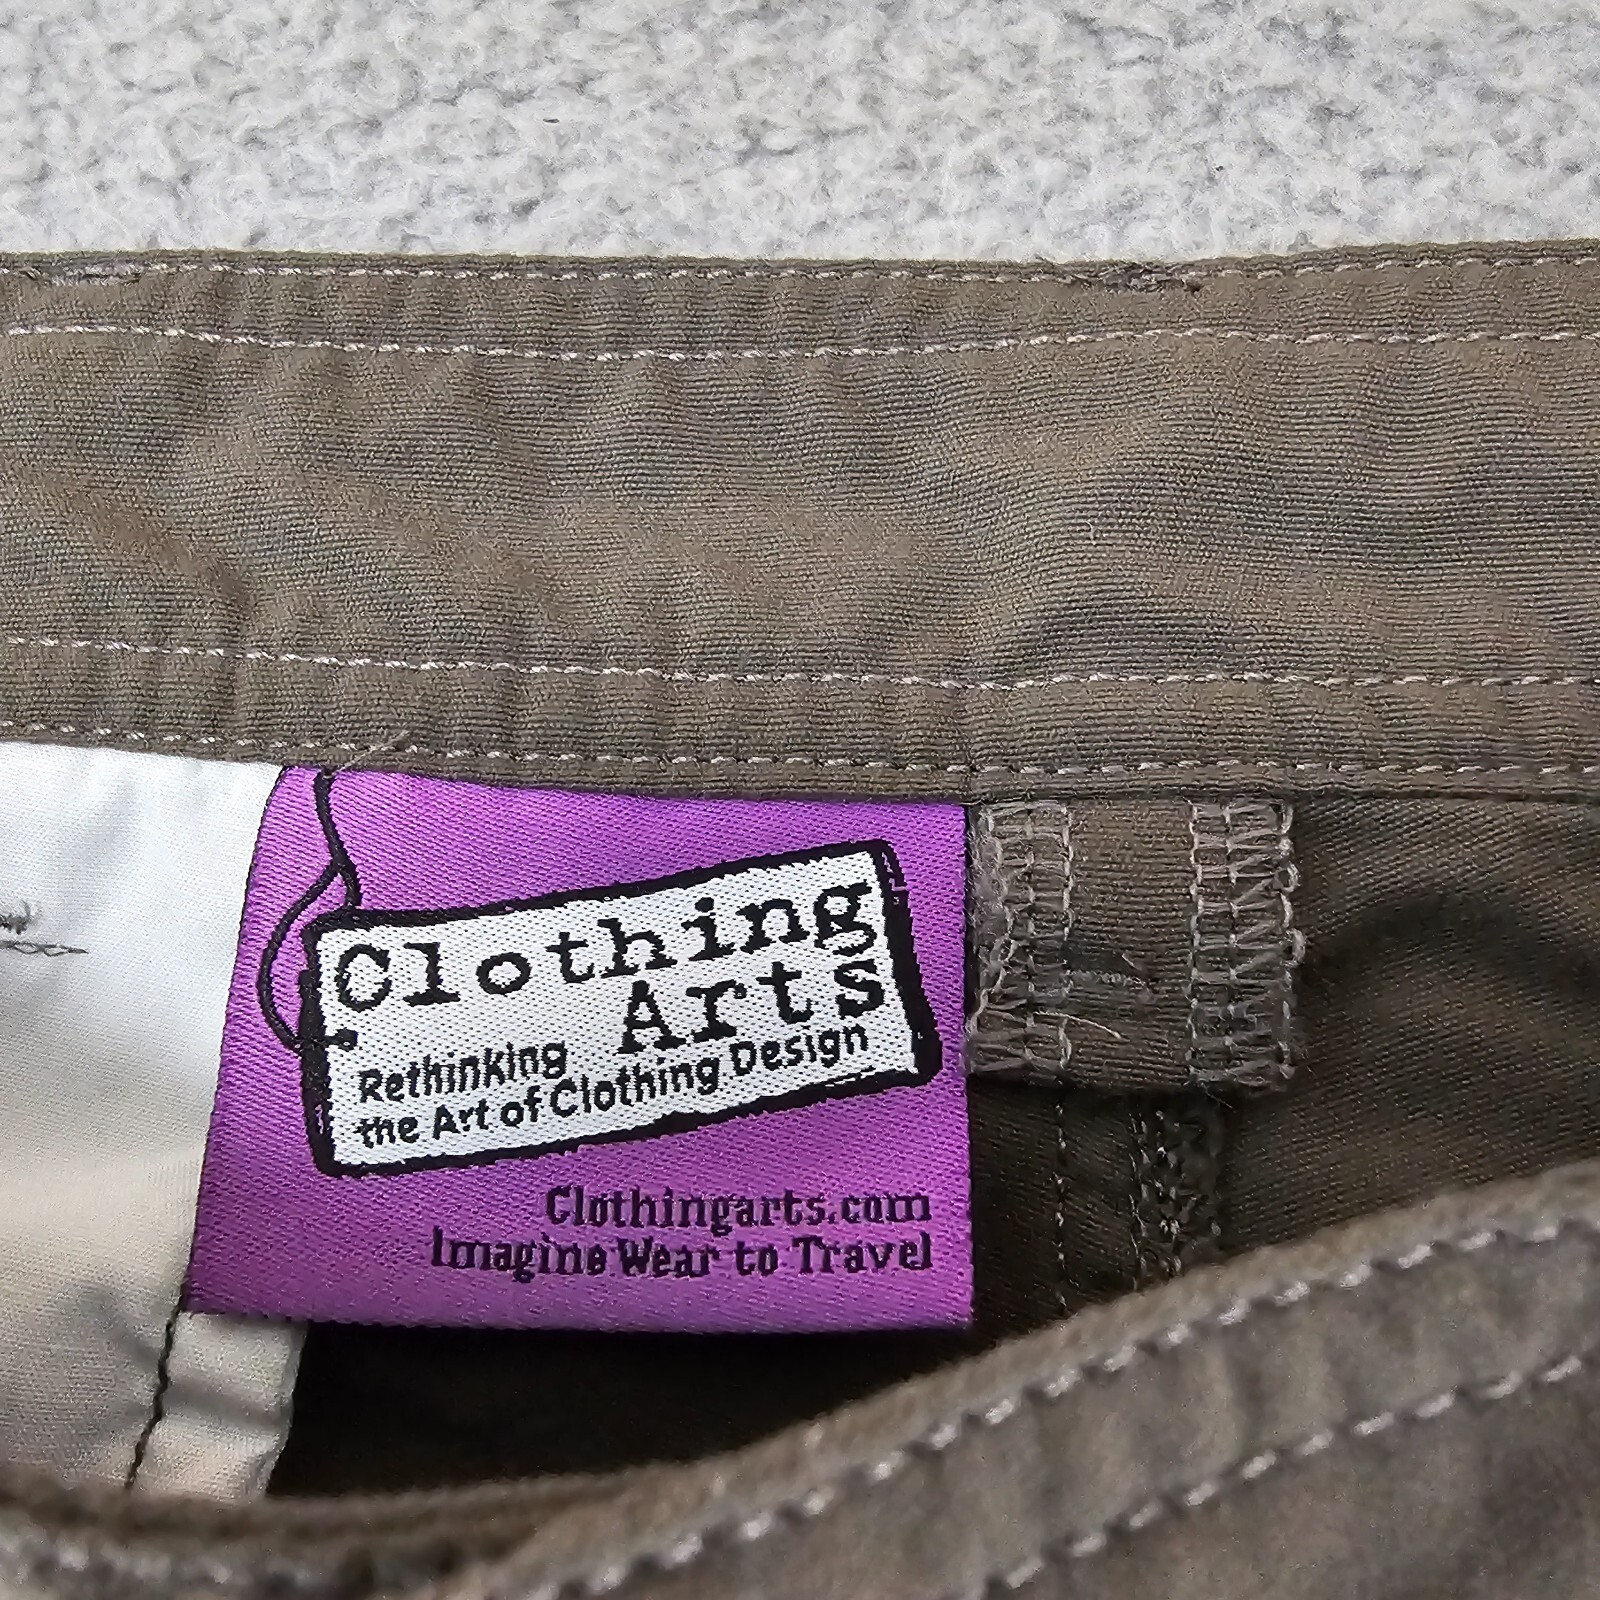 Clothing
Arts
Rethinking
the Art of Clothing Design
Clothingarts.com
Imagine Wear to Travel